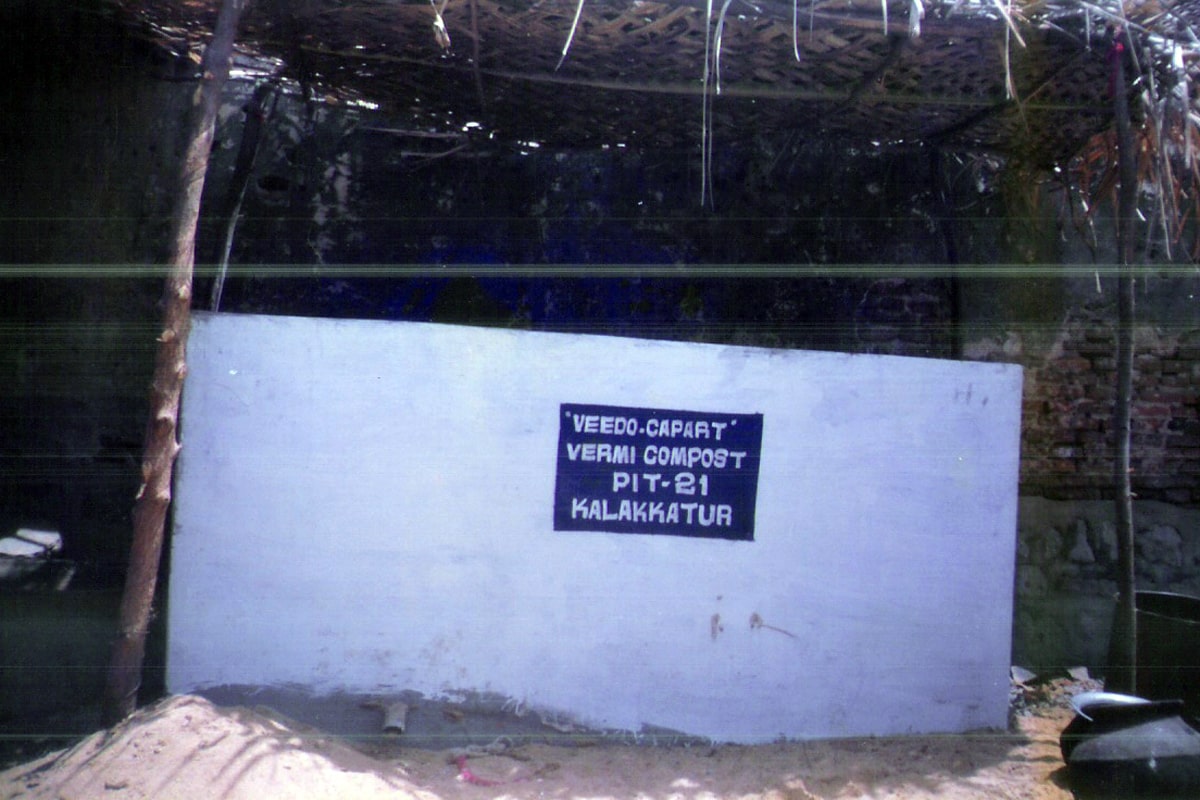 "VEEDO-CAPART"
VERMI COMPOST
PIT-21
KALAKKATUR